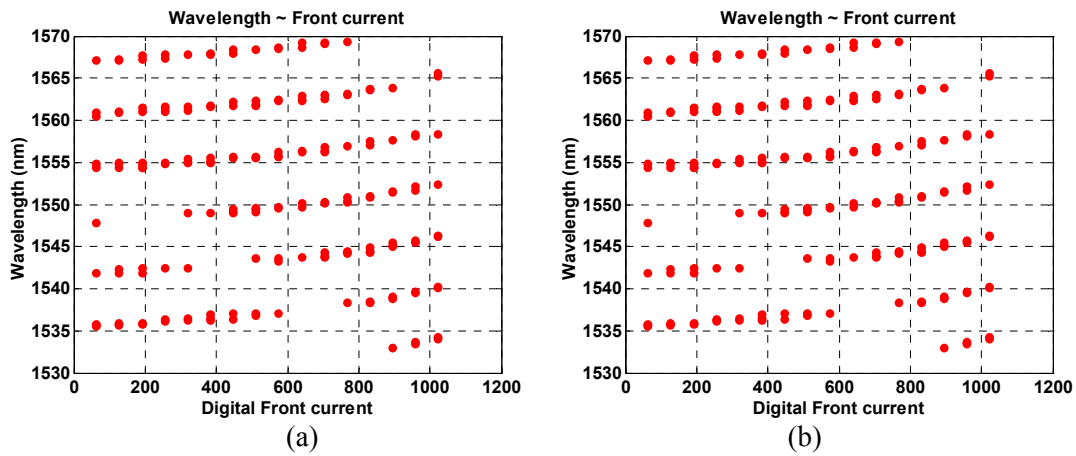 Wavelength ~ Front current
1570
1565
1560
1555
1550
1545
1540
1535
1530
Wavelength (nm)
0 200 400 600 800 1000 1200
Digital Front current
(a)
Wavelength ~ Front current
1570
1565
1560
1555
1550
1545
1540
1535
1530
Wavelength (nm)
0 200 400 600 800 1000 1200
Digital Front current
(b)